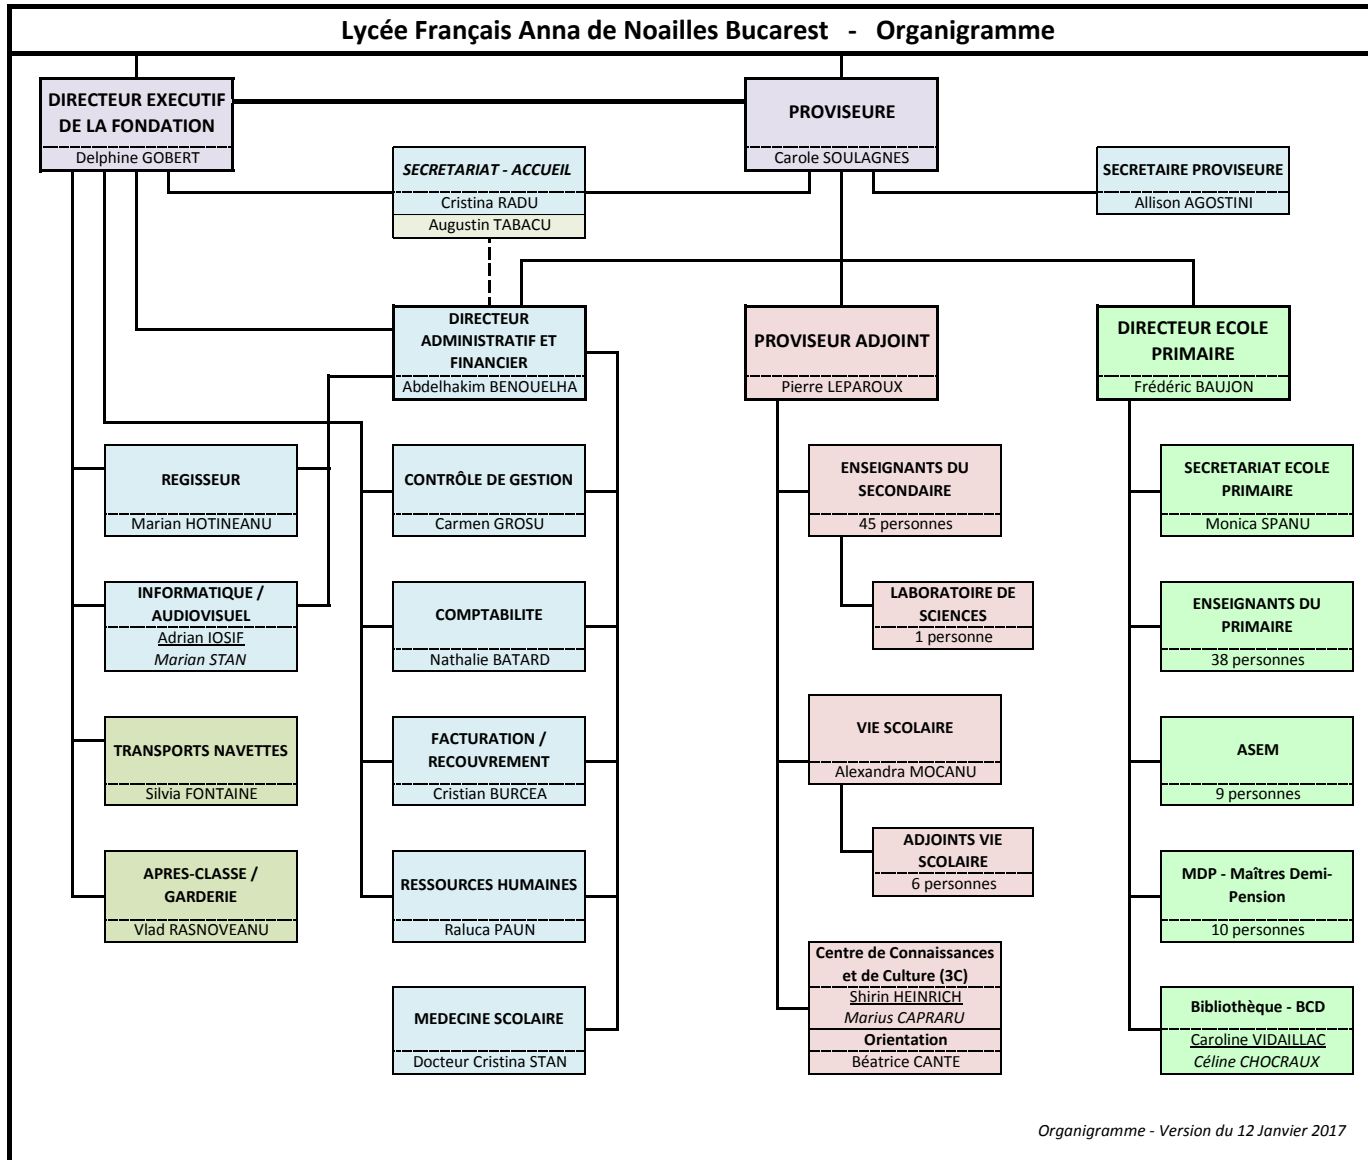 Lycée Français Anna de Noailles Bucarest - Organigramme
DIRECTEUR EXECUTIF
DE LA FONDATION
Delphine GOBERT
PROVISEURE
Carole SOULAGNES
SECRETARIAT - ACCUEIL
Cristina RADU
Augustin TABACU
SECRETAIRE PROVISEURE
Allison AGOSTINI
DIRECTEUR
ADMINISTRATIF ET
FINANCIER
Abdelhakim BENOUELHA
PROVISEUR ADJOINT
Pierre LEPAROUX
DIRECTEUR ECOLE
PRIMAIRE
Frédéric BAUJON
REGISSEUR
Marian HOTINEANU
CONTRÔLE DE GESTION
Carmen GROSU
ENSEIGNANTS DU
SECONDAIRE
45 personnes
SECRETARIAT ECOLE
PRIMAIRE
Monica SPANU
INFORMATIQUE /
AUDIOVISUEL
Adrian IOSIF
Marian STAN
COMPTABILITE
Nathalie BATARD
LABORATOIRE DE
SCIENCES
1 personne
ENSEIGNANTS DU
PRIMAIRE
38 personnes
TRANSPORTS NAVETTES
Silvia FONTAINE
FACTURATION /
RECOUVREMENT
Cristian BURCEA
VIE SCOLAIRE
Alexandra MOCANU
ASEM
9 personnes
APRES-CLASSE /
GARDERIE
Vlad RASNOVEANU
RESSOURCES HUMAINES
Raluca PAUN
ADJOINTS VIE
SCOLAIRE
6 personnes
MDP - Maîtres Demi-
Pension
10 personnes
MEDECINE SCOLAIRE
Docteur Cristina STAN
Centre de Connaissances
et de Culture (3C)
Shirin HEINRICH
Marius CAPRARU
Orientation
Béatrice CANTE
Bibliothèque - BCD
Caroline VIDAILLAC
Céline CHOCRAUX
Organigramme - Version du 12 Janvier 2017